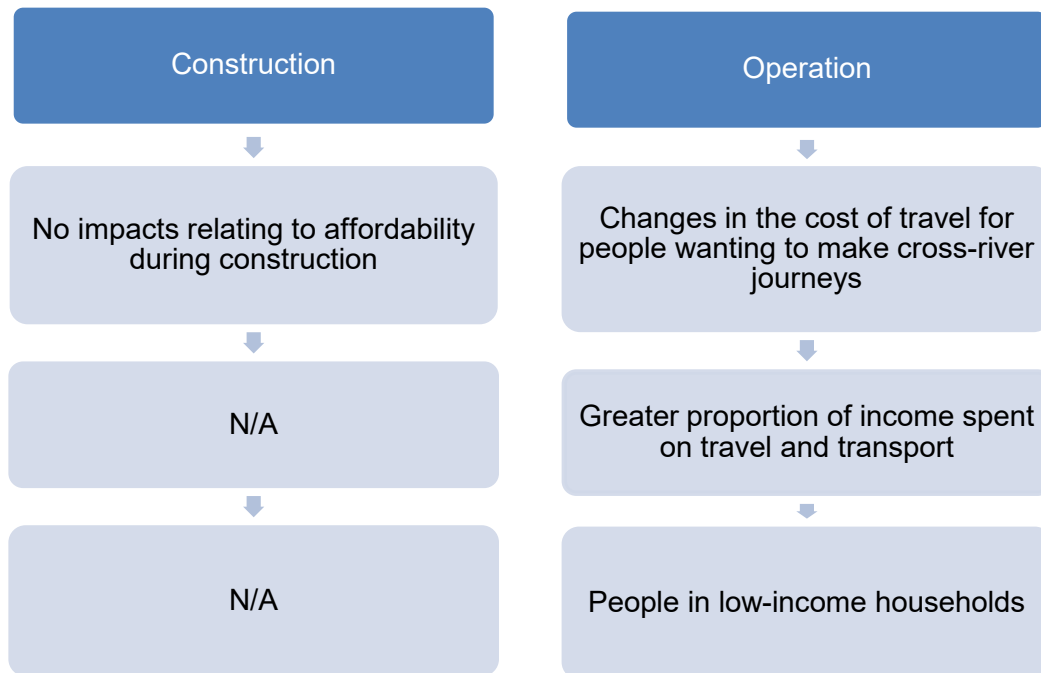 Construction
No impacts relating to affordability
during construction
N/A
N/A
Operation
Changes in the cost of travel for
people wanting to make cross-river
journeys
Greater proportion of income spent
on travel and transport
People in low-income households